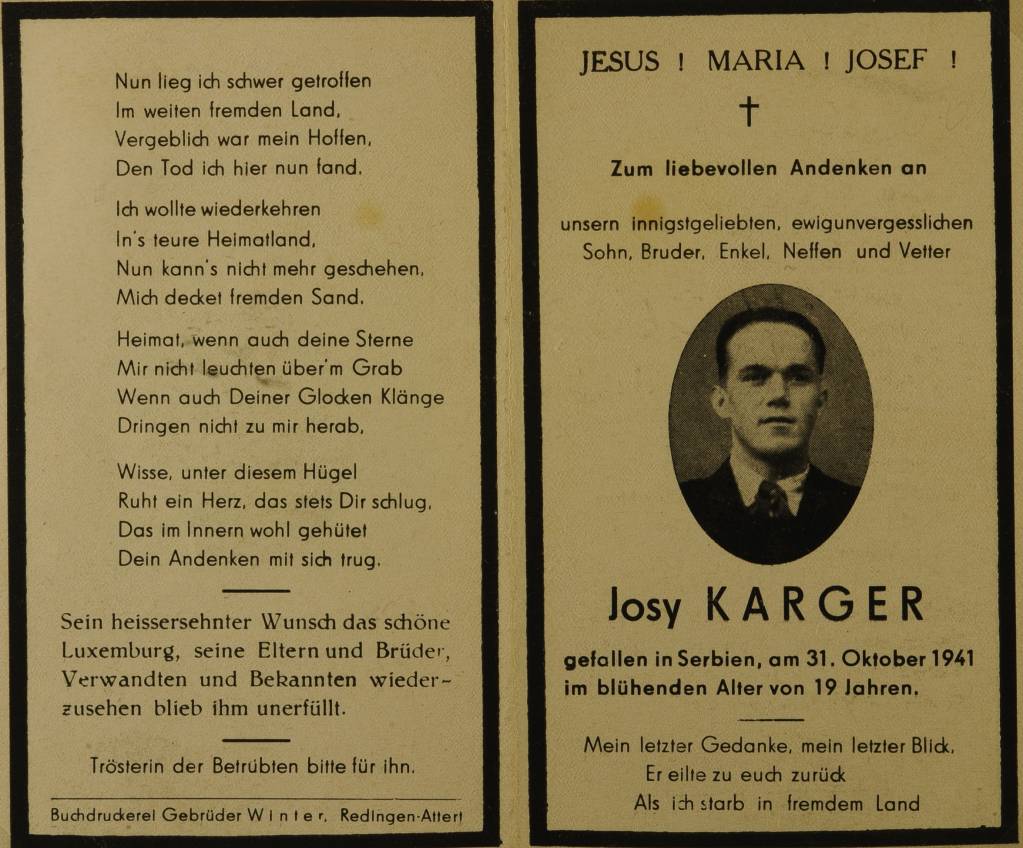 Nun lieg ich schwer getroffen
Im weiten fremden Land,
Vergeblich war mein Hoffen,
Den Tod ich hier nun fand.
Ich wollte wiederkehren
In's teure Heimatland,
Nun kann's nicht mehr geschehen,
Mich decket fremden Sand.
Heimat, wenn auch deine Sterne
Mir nicht leuchten über'm Grab
Wenn auch Deiner Glocken Klänge
Dringen nicht zu mir herab,
Wisse, unter diesem Hügel
Ruht ein Herz, das stets Dir schlug,
Das im Innern wohl gehütet
Dein Andenken mit sich trug.
Sein heissersehnter Wunsch das schöne
Luxemburg, seine Eltern und Brüder,
Verwandten und Bekannten wieder-
zusehen blieb ihm unerfüllt.
Trösterin der Betrübten bitte für ihn.
Buchdruckerei Gebrüder Winter, Redingen-Attert
JESUS ! MARIA ! JOSEF !
Zum liebevollen Andenken an
unsern innigstgeliebten, ewigunvergesslichen
Sohn, Bruder, Enkel, Neffen und Vetter
Josy KARGER
gefallen in Serbien, am 31. Oktober 1941
im blühenden Alter von 19 Jahren.
Mein letzter Gedanke, mein letzter Blick,
Er eilte zu euch zurück
Als ich starb in fremdem Land